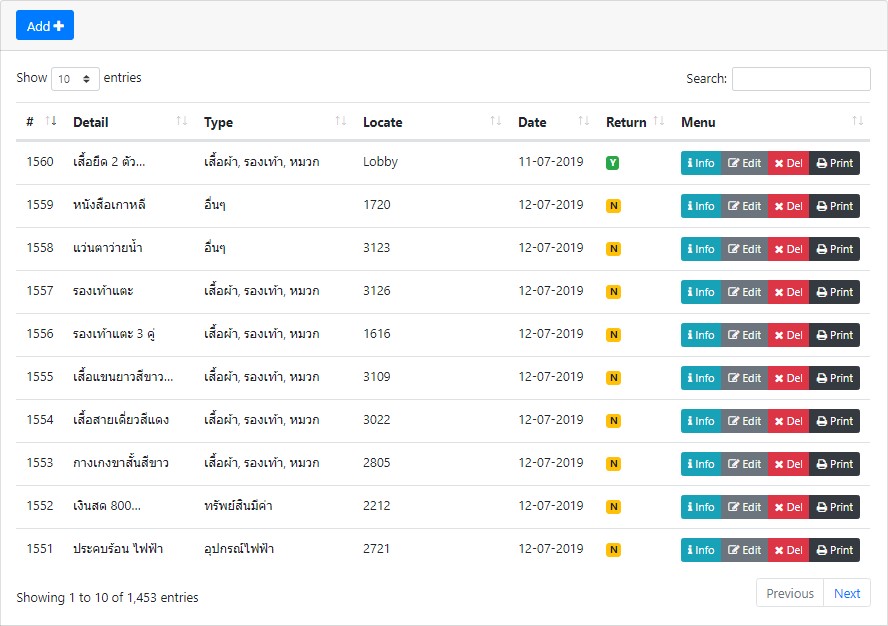 Add
Show 10 entries Search:
# Detail Type Locate Date Return Menu
1560 เสื้อยืด 2 ตัว... เสื้อผ้า, รองเท้า, หมวก Lobby 11-07-2019 Y Info Edit Del Print
1559 หนังสือเกาหลี อื่นๆ 1720 12-07-2019 N Info Edit Del Print
1558 แว่นตาว่ายน้ำ อื่นๆ 3123 12-07-2019 N Info Edit Del Print
1557 รองเท้าแตะ เสื้อผ้า, รองเท้า, หมวก 3126 12-07-2019 N Info Edit Del Print
1556 รองเท้าแตะ 3 คู่ เสื้อผ้า, รองเท้า, หมวก 1616 12-07-2019 N Info Edit Del Print
1555 เสื้อแขนยาวสีขาว... เสื้อผ้า, รองเท้า, หมวก 3109 12-07-2019 N Info Edit Del Print
1554 เสื้อสายเดี่ยวสีแดง เสื้อผ้า, รองเท้า, หมวก 3022 12-07-2019 N Info Edit Del Print
1553 กางเกงขาสั้นสีขาว เสื้อผ้า, รองเท้า, หมวก 2805 12-07-2019 N Info Edit Del Print
1552 เงินสด 800... ทรัพย์สินมีค่า 2212 12-07-2019 N Info Edit Del Print
1551 ประคบร้อน ไฟฟ้า อุปกรณ์ไฟฟ้า 2721 12-07-2019 N Info Edit Del Print
Showing 1 to 10 of 1,453 entries Previous Next